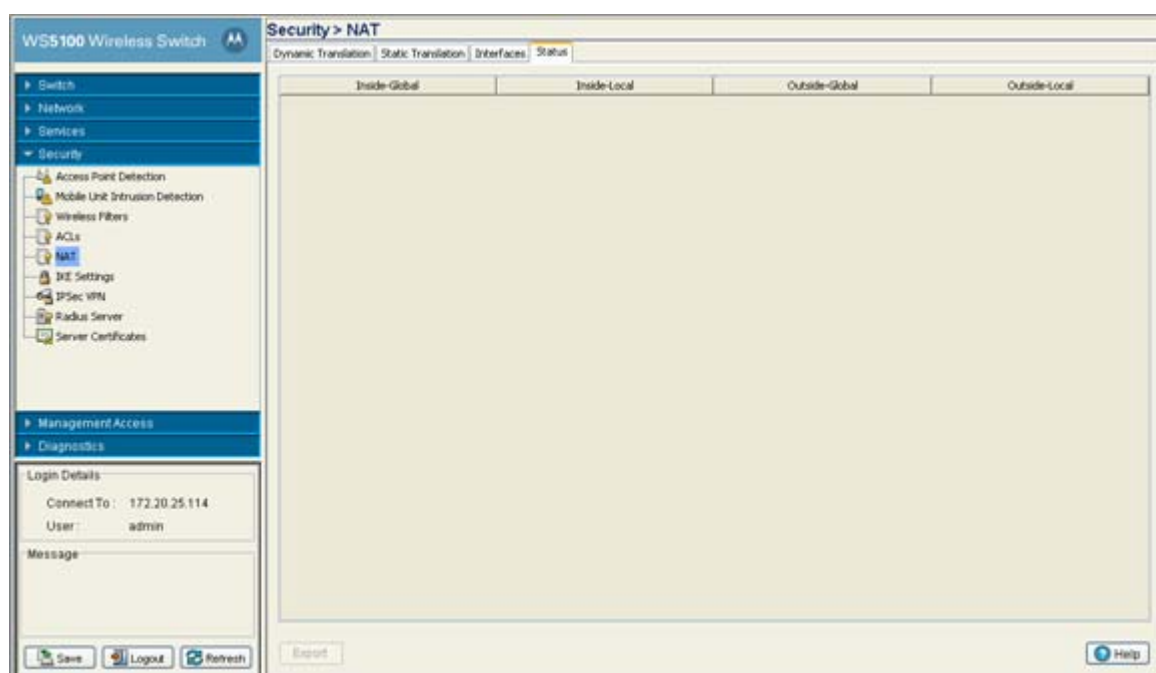 WS5100 Wireless Switch
Switch
Network
Services
Security
Access Point Detection
Mobile Unit Intrusion Detection
Wireless Filters
ACLs
NAT
IKE Settings
IPSec VPN
Radius Server
Server Certificates
Management Access
Diagnostics
Login Details
Connect To : 172.20.25.114
User : admin
Message
Save Logout Refresh
Security > NAT
Dynamic Translation Static Translation Interfaces Status
Inside-Global Inside-Local Outside-Global Outside-Local
Export Help